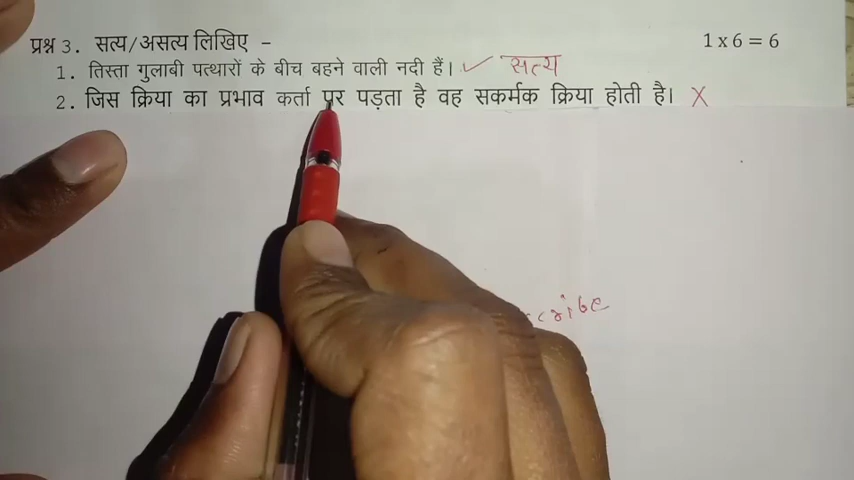 प्रश्न 3. सत्य/असत्य लिखिए - 1 x 6 = 6
1. तिस्ता गुलाबी पत्थारों के बीच बहने वाली नदी हैं। ✓ सत्य
2. जिस क्रिया का प्रभाव कर्ता पर पड़ता है वह सकर्मक क्रिया होती है। X